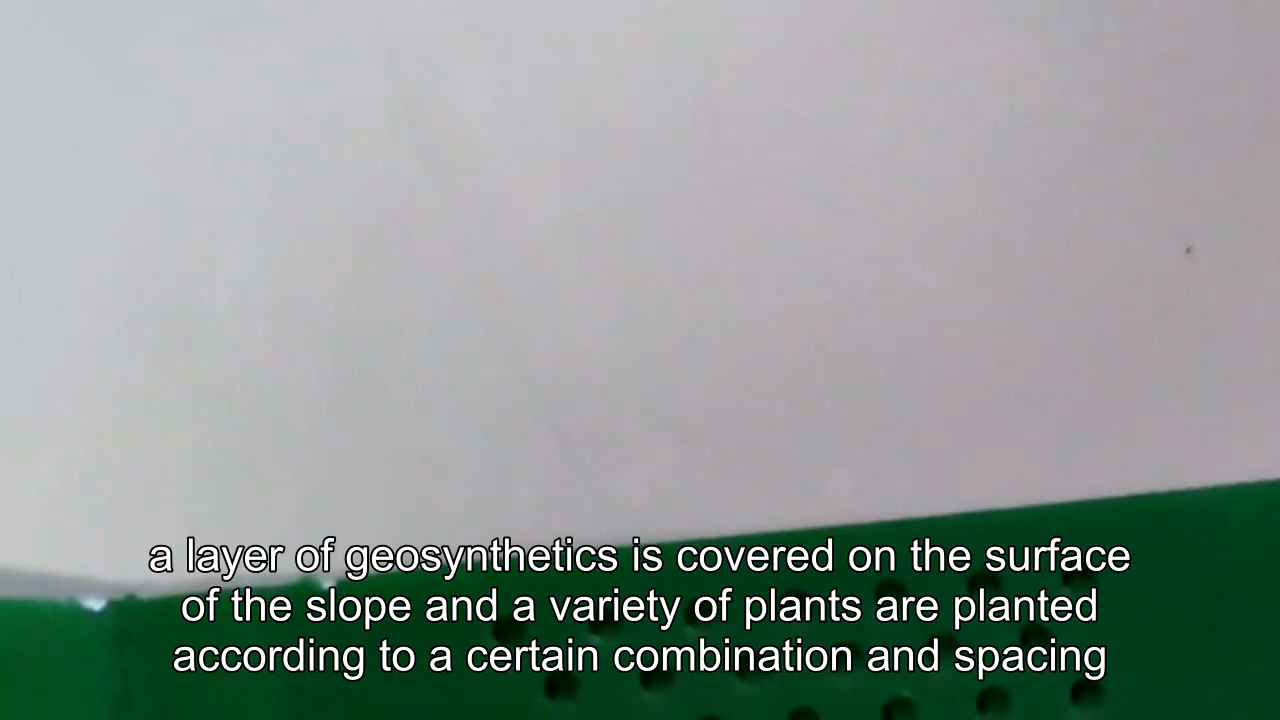 a layer of geosynthetics is covered on the surface
of the slope and a variety of plants are planted
according to a certain combination and spacing